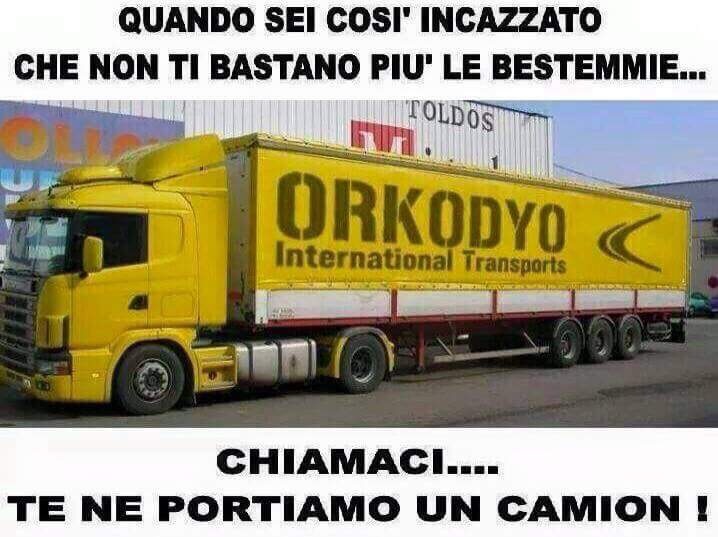 QUANDO SEI COSI' INCAZZATO
CHE NON TI BASTANO PIU' LE BESTEMMIE...
TOLDOS
ORKODYO
International Transports
CHIAMACI....
TE NE PORTIAMO UN CAMION !